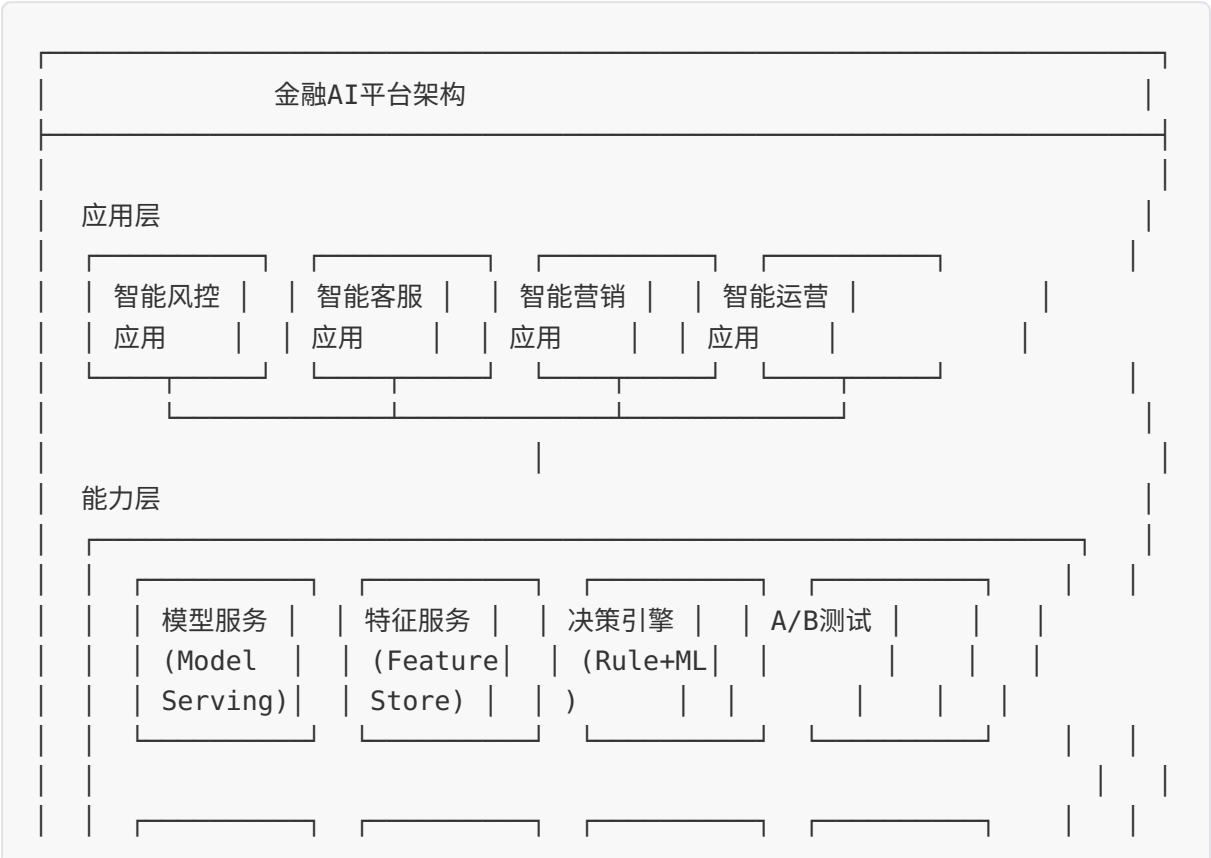 金融AI平台架构
应用层
智能风控 智能客服 智能营销 智能运营
应用 应用 应用 应用
能力层
模型服务 特征服务 决策引擎 A/B测试
(Model (Feature (Rule+ML
Serving) Store) )